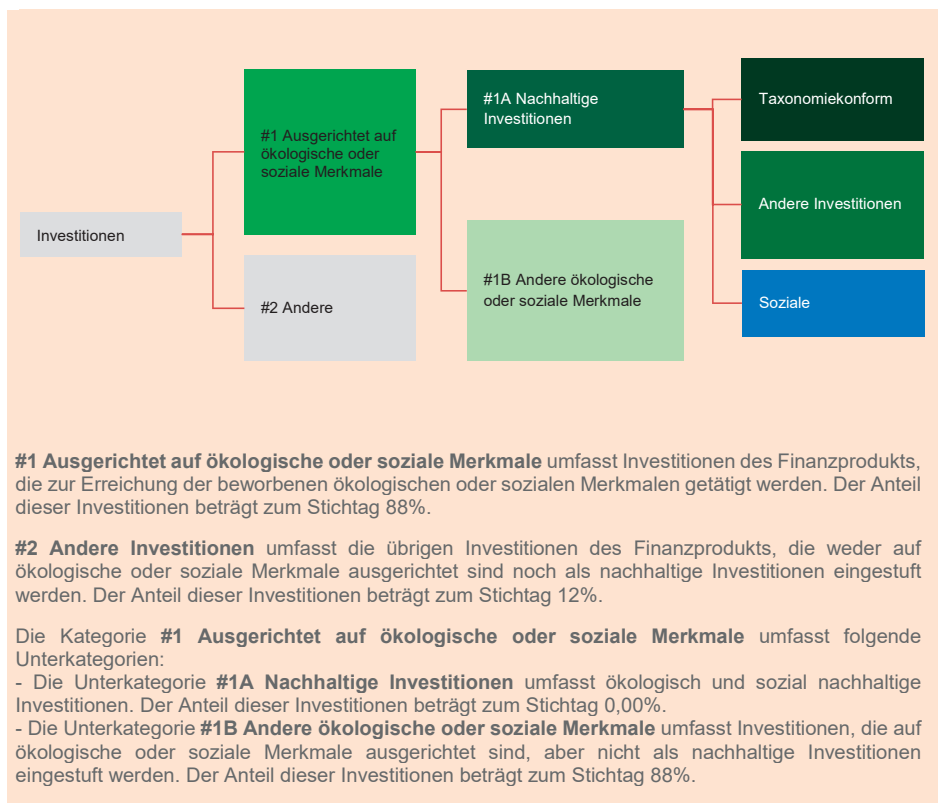 #1 Ausgerichtet auf
ökologische oder
soziale Merkmale
#1A Nachhaltige
Investitionen
Taxonomiekonform
Andere Investitionen
Investitionen
#2 Andere
#1B Andere ökologische
oder soziale Merkmale
Soziale
#1 Ausgerichtet auf ökologische oder soziale Merkmale umfasst Investitionen des Finanzprodukts,
die zur Erreichung der beworbenen ökologischen oder sozialen Merkmalen getätigt werden. Der Anteil
dieser Investitionen beträgt zum Stichtag 88%.
#2 Andere Investitionen umfasst die übrigen Investitionen des Finanzprodukts, die weder auf
ökologische oder soziale Merkmale ausgerichtet sind noch als nachhaltige Investitionen eingestuft
werden. Der Anteil dieser Investitionen beträgt zum Stichtag 12%.
Die Kategorie #1 Ausgerichtet auf ökologische oder soziale Merkmale umfasst folgende
Unterkategorien:
- Die Unterkategorie #1A Nachhaltige Investitionen umfasst ökologisch und sozial nachhaltige
Investitionen. Der Anteil dieser Investitionen beträgt zum Stichtag 0,00%.
- Die Unterkategorie #1B Andere ökologische oder soziale Merkmale umfasst Investitionen, die auf
ökologische oder soziale Merkmale ausgerichtet sind, aber nicht als nachhaltige Investitionen
eingestuft werden. Der Anteil dieser Investitionen beträgt zum Stichtag 88%.